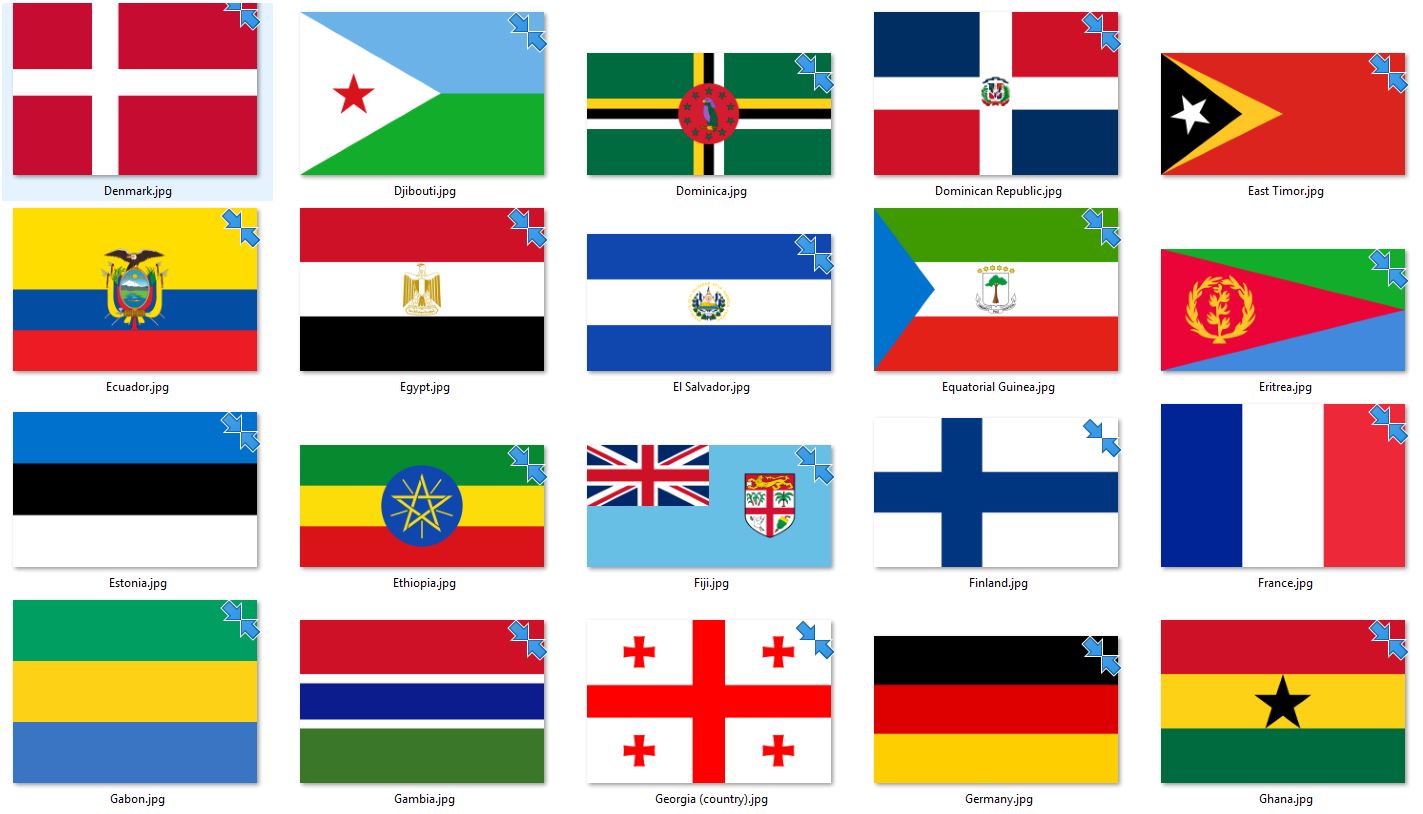 Denmark.jpg
Djibouti.jpg
Dominica.jpg
Dominican Republic.jpg
East Timor.jpg
Ecuador.jpg
Egypt.jpg
El Salvador.jpg
Equatorial Guinea.jpg
Eritrea.jpg
Estonia.jpg
Ethiopia.jpg
Fiji.jpg
Finland.jpg
France.jpg
Gabon.jpg
Gambia.jpg
Georgia (country).jpg
Germany.jpg
Ghana.jpg